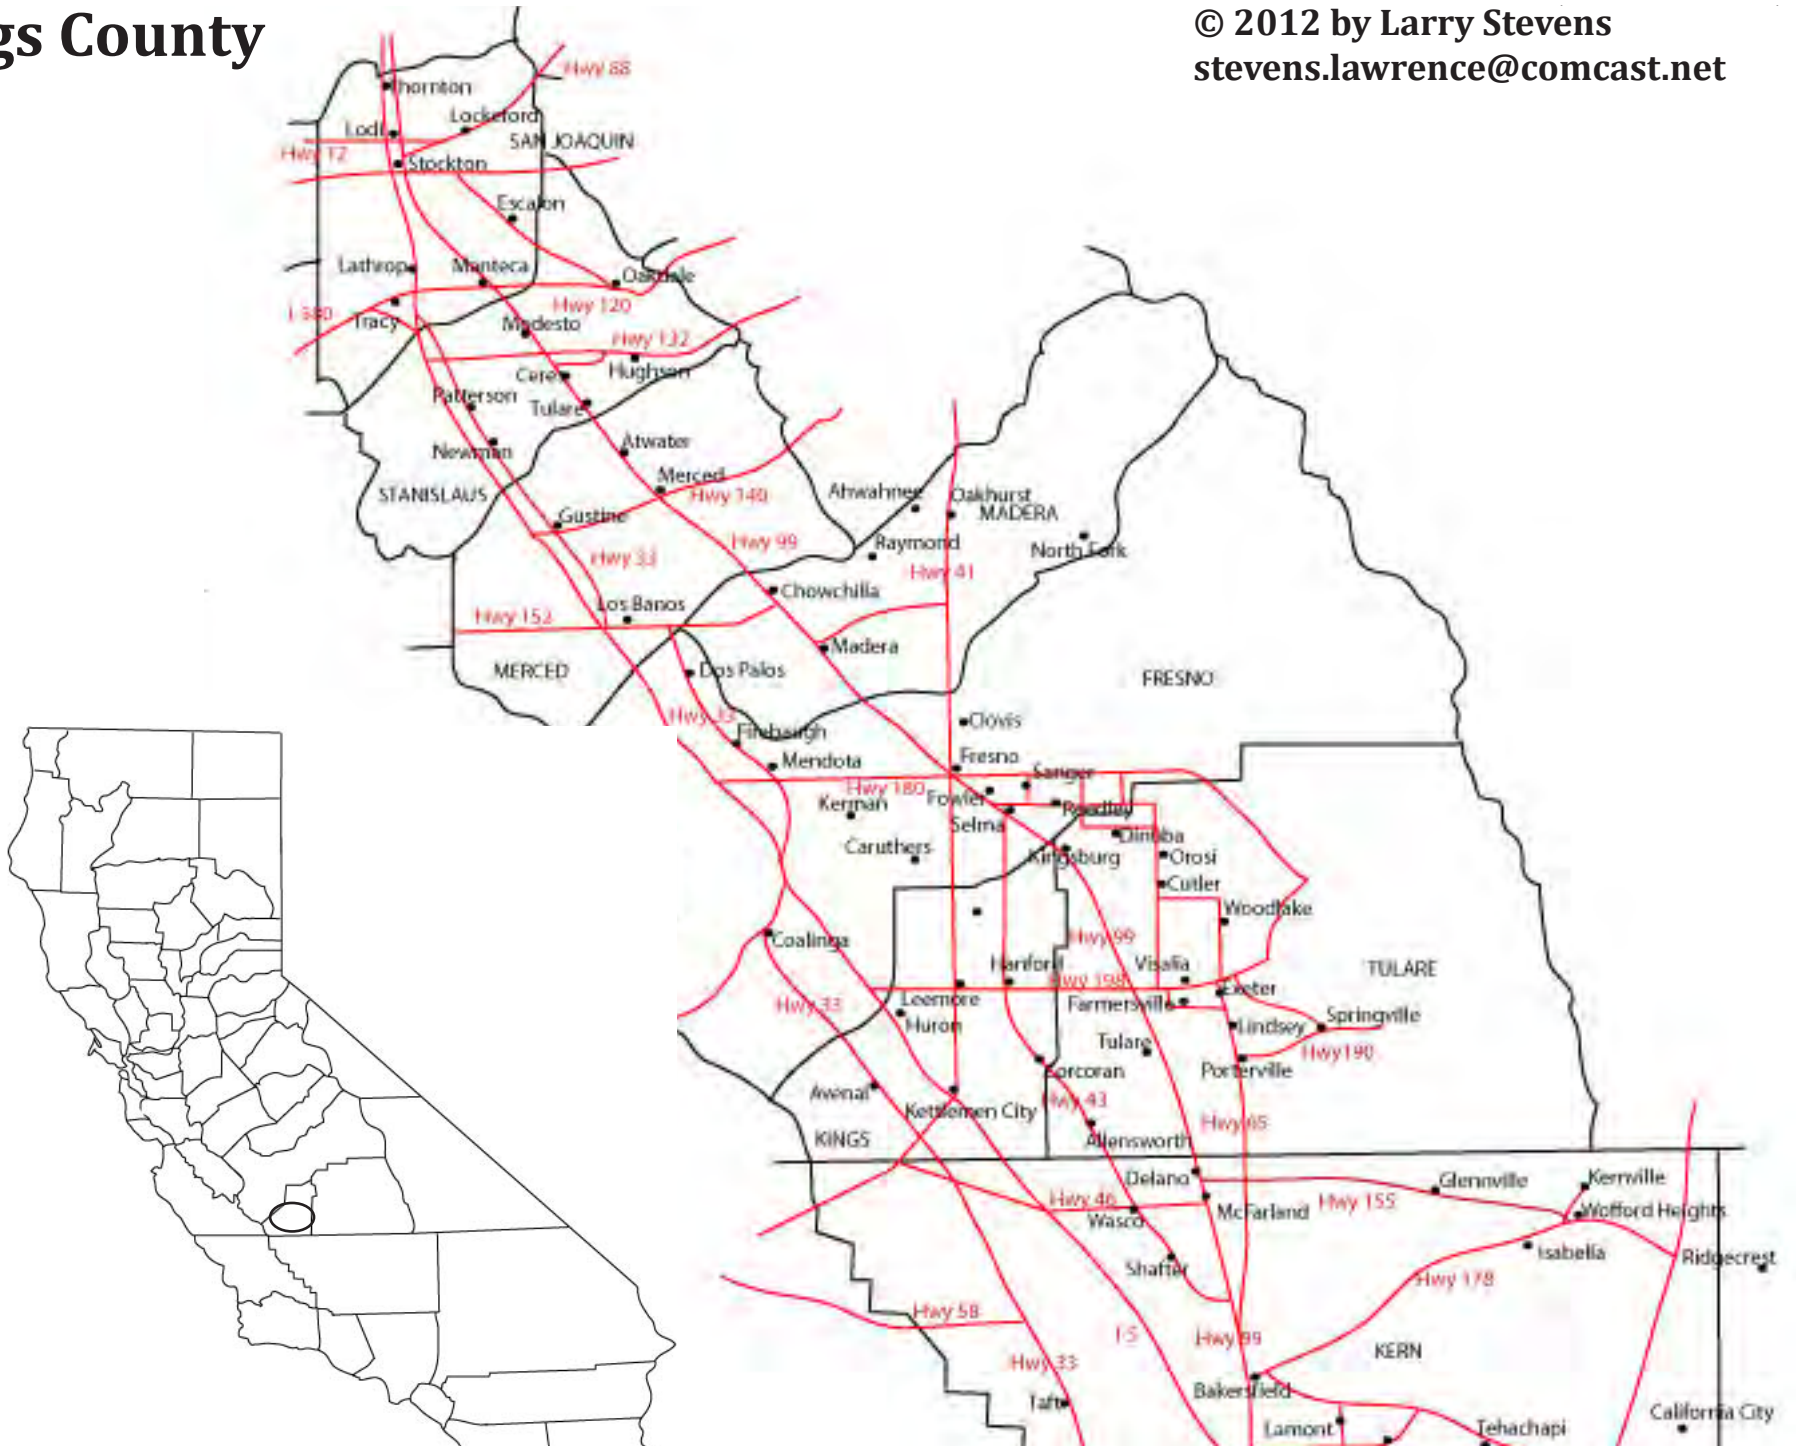 gs County
© 2012 by Larry Stevens
stevens.lawrence@comcast.net
Hwy 88
Thornton
Lockeford
Lodi
SAN JOAQUIN
Hwy 12
Stockton
Escalon
Lathrop
Manteca
Oakdale
Hwy 120
I-580
Tracy
Modesto
Hwy 132
Ceres
Hughson
Patterson
Tulare
Atwater
Newman
Merced
STANISLAUS
Hwy 140
Ahwahnee
Oakhurst
MADERA
Gustine
Hwy 99
Raymond
North Fork
Hwy 33
Hwy 41
Chowchilla
Los Banos
Hwy 152
Madera
MERCED
Dos Palos
FRESNO
Hwy 33
Clovis
Firebaugh
Mendota
Fresno
Sanger
Hwy 180
Kerman
Fowler
Reedley
Selma
Dinuba
Caruthers
Kingsburg
Orosi
Cutler
Woodlake
Hwy 99
Coalinga
Hanford
Visalia
TULARE
Hwy 198
Exeter
Hwy 33
Leemore
Farmersville
Huron
Lindsey
Springville
Tulare
Hwy190
Corcoran
Porterville
Avenal
Kettlemen City
Hwy 43
Hwy 65
KINGS
Allensworth
Delano
Glennville
Kernville
Hwy 46
Hwy 155
Wasco
McFarland
Wofford Heights
Isabella
Ridgecrest
Shafter
Hwy 178
Hwy 58
I-5
Hwy 99
KERN
Hwy 33
Bakersfield
Taft
California City
Lamont
Tehachapi